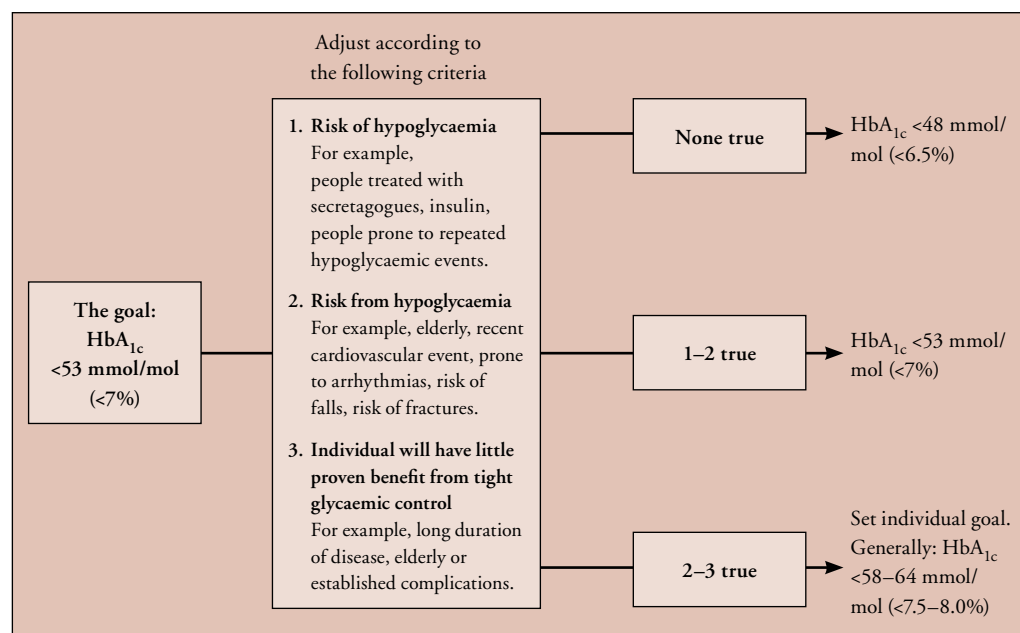 Adjust according to
the following criteria
The goal:
HbA1c
<53 mmol/mol
(<7%)
1. Risk of hypoglycaemia
For example,
people treated with
secretagogues, insulin,
people prone to repeated
hypoglycaemic events.
2. Risk from hypoglycaemia
For example, elderly, recent
cardiovascular event, prone
to arrhythmias, risk of
falls, risk of fractures.
3. Individual will have little
proven benefit from tight
glycaemic control
For example, long duration
of disease, elderly or
established complications.
None true
HbA1c <48 mmol/
mol (<6.5%)
1–2 true
HbA1c <53 mmol/
mol (<7%)
2–3 true
Set individual goal.
Generally: HbA1c
<58–64 mmol/
mol (<7.5–8.0%)